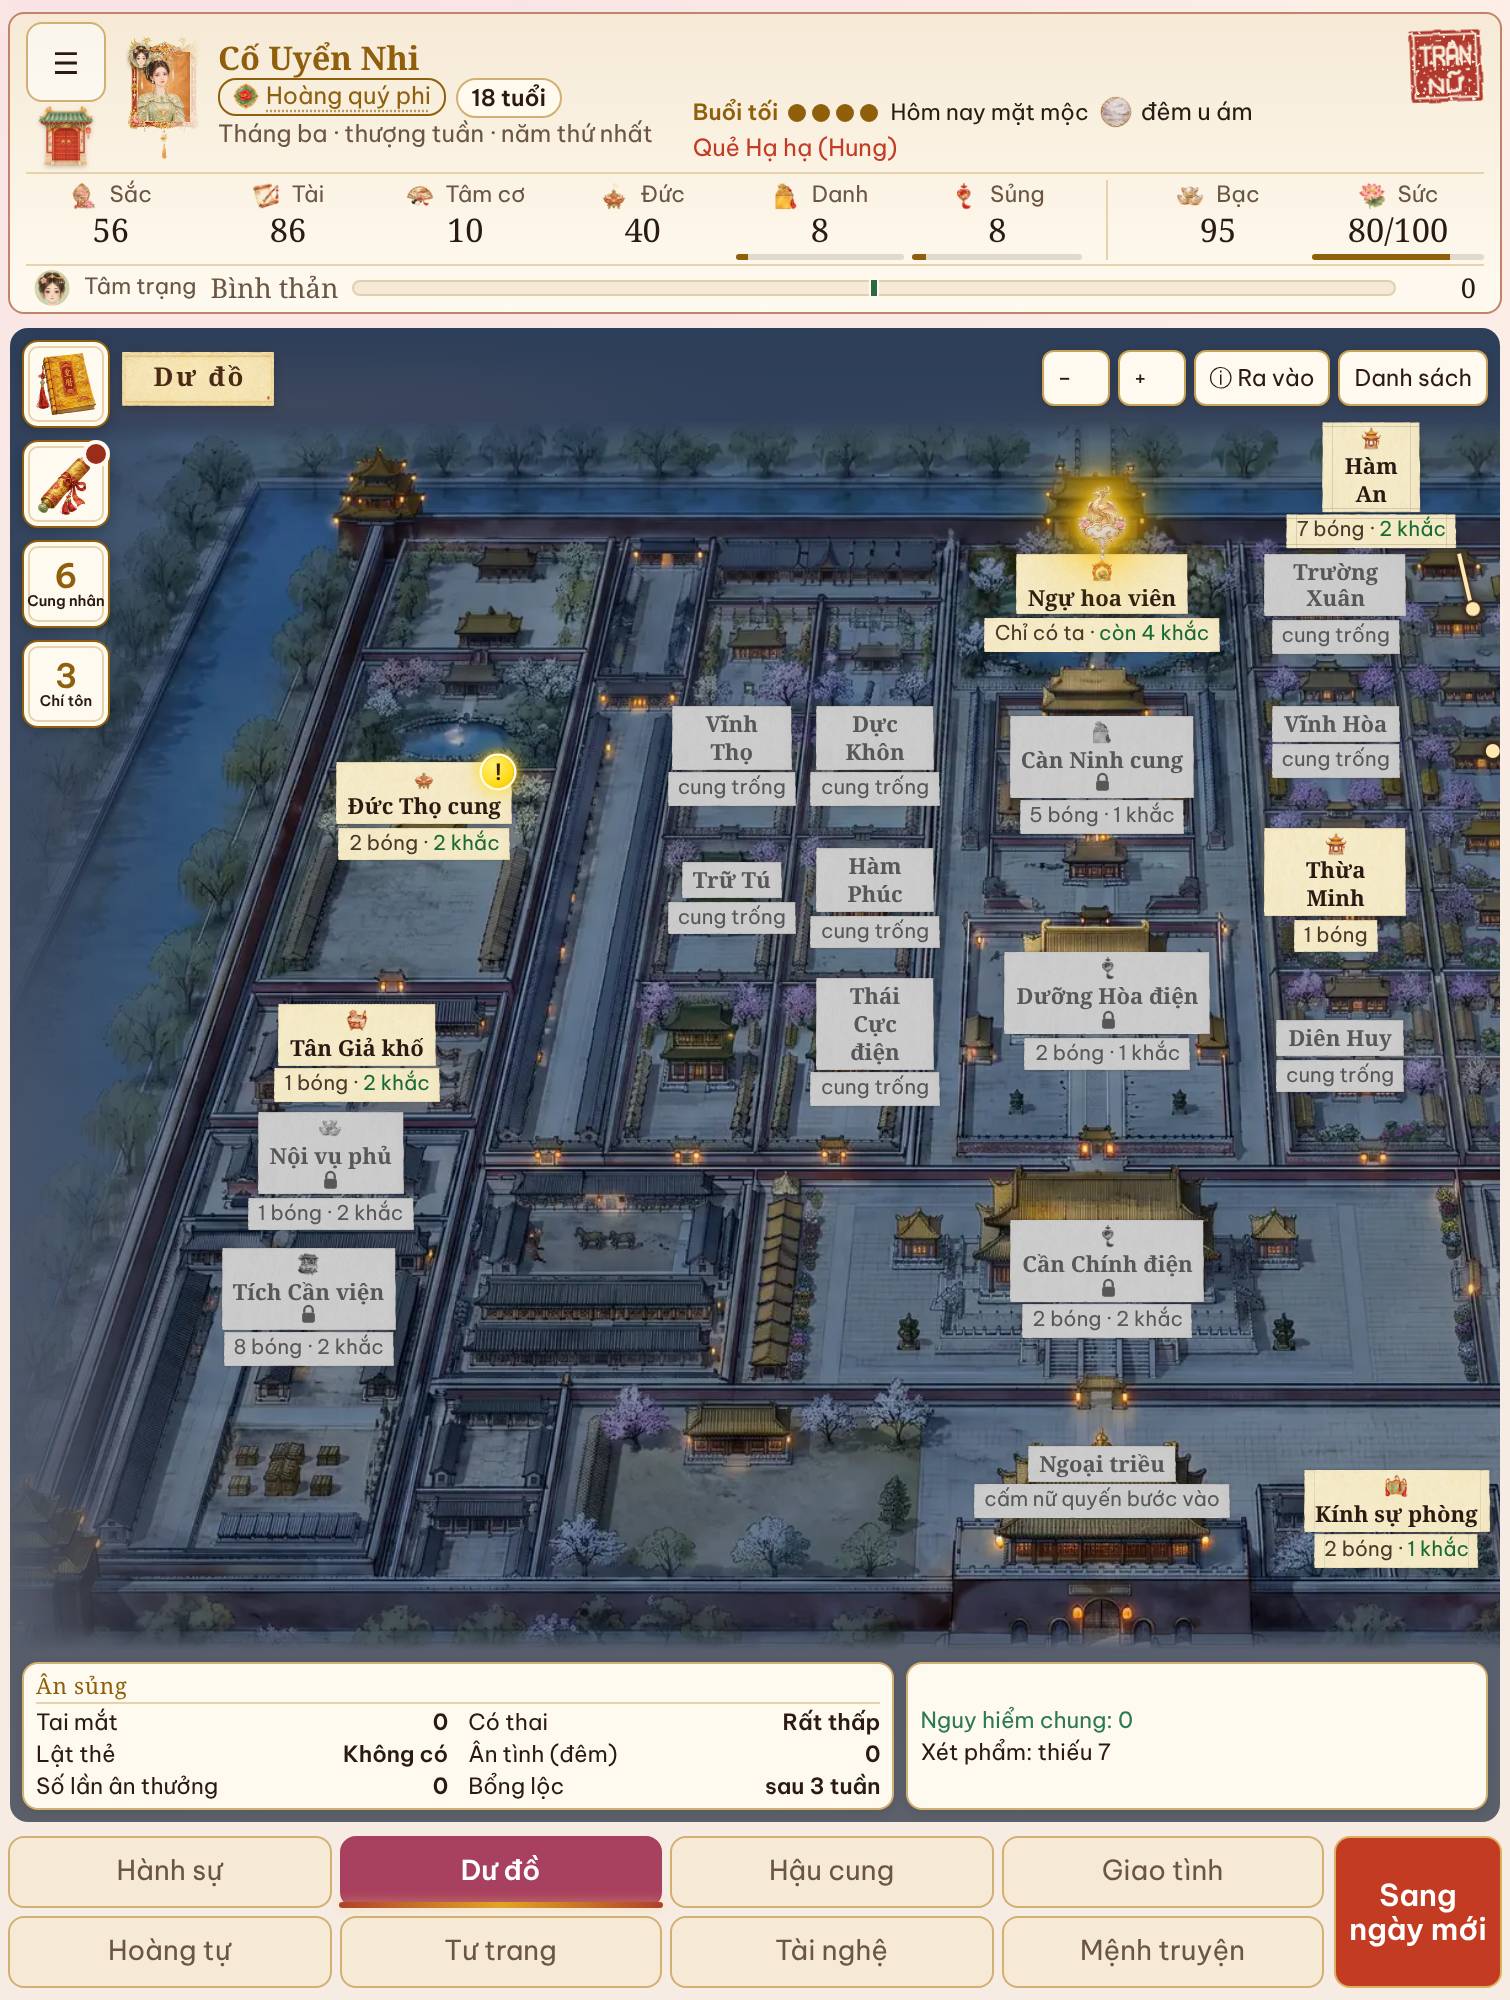 ☰
Cố Uyển Nhi
Hoàng quý phi
18 tuổi
Tháng ba · thượng tuần · năm thứ nhất
Buổi tối
Hôm nay mặt mộc
đêm u ám
Quẻ Hạ hạ (Hung)
TRÂN
NỮ
Sắc
56
Tài
86
Tâm cơ
10
Đức
40
Danh
8
Sủng
8
Bạc
95
Sức
80/100
Tâm trạng
Bình thản
0
Dư đồ
−
+
ⓘ Ra vào
Danh sách
6
Cung nhân
3
Chí tôn
Hàm
An
7 bóng · 2 khắc
Ngự hoa viên
Chỉ có ta · còn 4 khắc
Trường
Xuân
cung trống
Vĩnh
Thọ
cung trống
Dực
Khôn
cung trống
Càn Ninh cung
5 bóng · 1 khắc
Vĩnh Hòa
cung trống
!
Đức Thọ cung
2 bóng · 2 khắc
Trữ Tú
cung trống
Hàm
Phúc
cung trống
Thừa
Minh
1 bóng
Thái
Cực
điện
cung trống
Dưỡng Hòa điện
2 bóng · 1 khắc
Diên Huy
cung trống
Tân Giả khố
1 bóng · 2 khắc
Nội vụ phủ
1 bóng · 2 khắc
Tích Cần viện
8 bóng · 2 khắc
Cần Chính điện
2 bóng · 2 khắc
Ngoại triều
cấm nữ quyến bước vào
Kính sự phòng
2 bóng · 1 khắc
Ân sủng
Tai mắt
0
Có thai
Rất thấp
Lật thẻ
Không có
Ân tình (đêm)
0
Số lần ân thưởng
0
Bổng lộc
sau 3 tuần
Nguy hiểm chung: 0
Xét phẩm: thiếu 7
Hành sự
Dư đồ
Hậu cung
Giao tình
Sang
ngày mới
Hoàng tự
Tư trang
Tài nghệ
Mệnh truyện